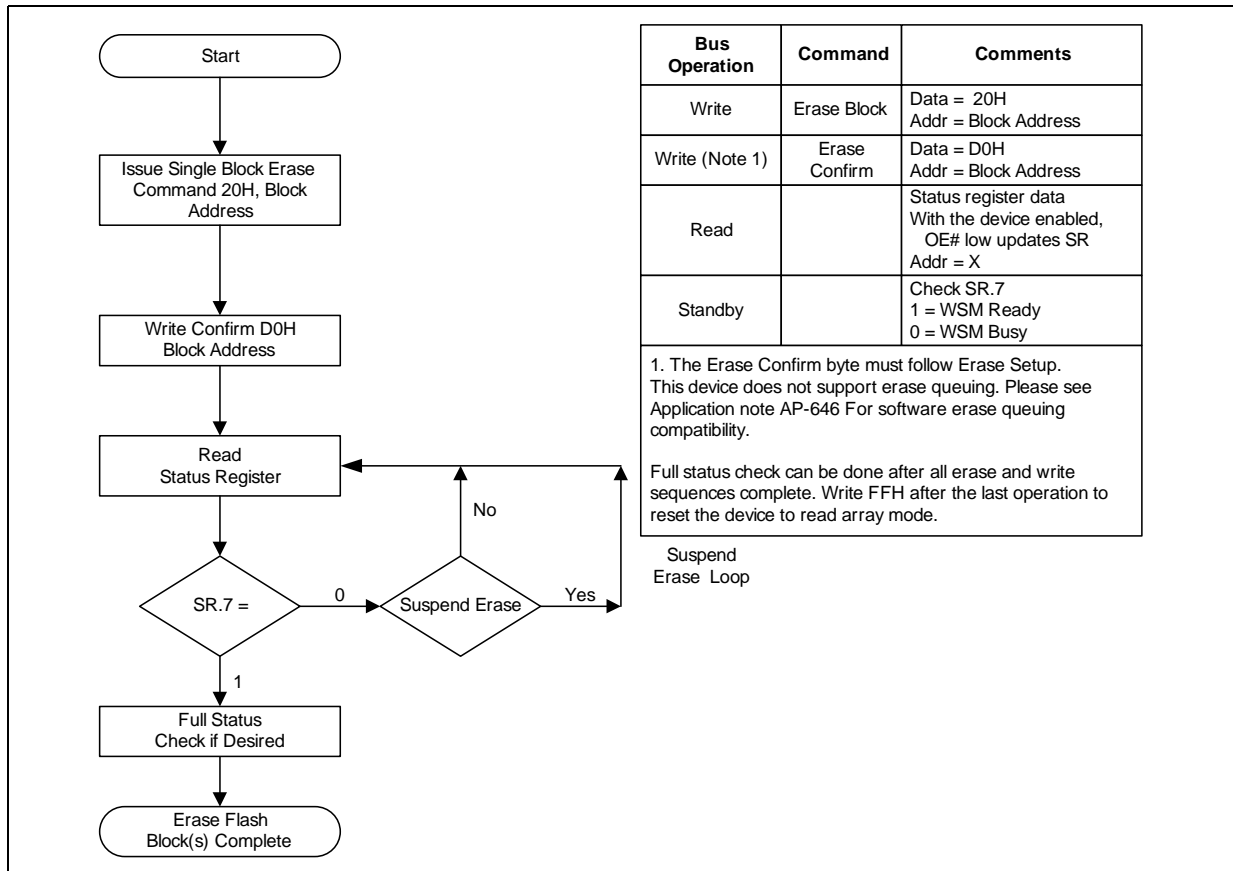 Start
Issue Single Block Erase
Command 20H, Block
Address
Write Confirm D0H
Block Address
Read
Status Register
No
SR.7 =
0
Suspend Erase
Yes
1
Full Status
Check if Desired
Erase Flash
Block(s) Complete
Bus
Operation
Command
Comments
Write
Erase Block
Data = 20H
Addr = Block Address
Write (Note 1)
Erase
Confirm
Data = D0H
Addr = Block Address
Read
Status register data
With the device enabled,
OE# low updates SR
Addr = X
Standby
Check SR.7
1 = WSM Ready
0 = WSM Busy
1. The Erase Confirm byte must follow Erase Setup.
This device does not support erase queuing. Please see
Application note AP-646 For software erase queuing
compatibility.
Full status check can be done after all erase and write
sequences complete. Write FFH after the last operation to
reset the device to read array mode.
Suspend
Erase Loop